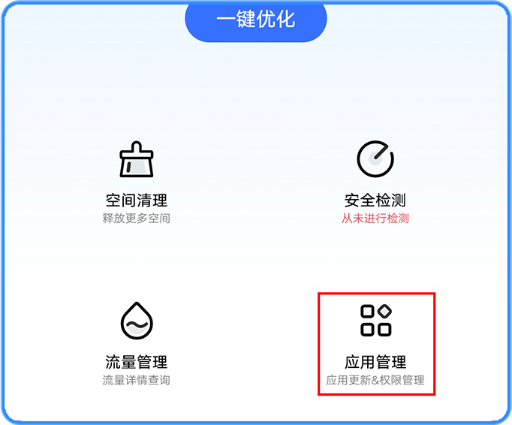 一键优化
空间清理
释放更多空间
安全检测
从未进行检测
流量管理
流量详情查询
应用管理
应用更新&权限管理